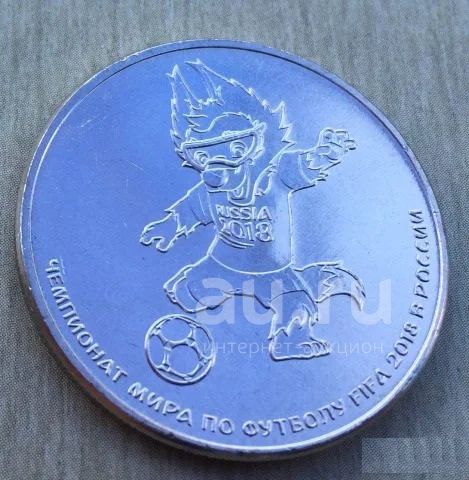 RUSSIA
2018
ЧЕМПИОНАТ МИРА ПО ФУТБОЛУ FIFA 2018 В РОССИИ
au.ru
интернет-аукцион